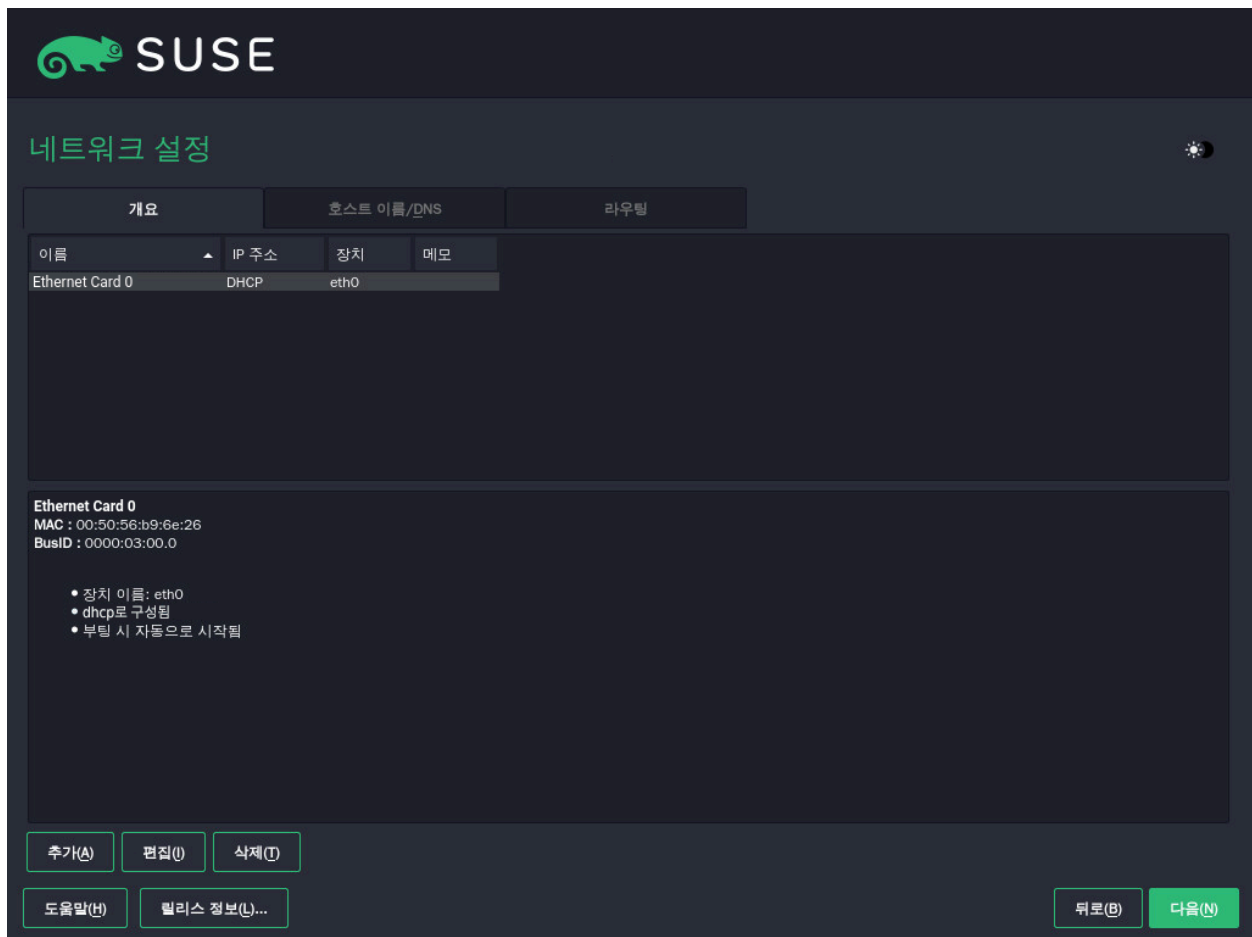 SUSE
네트워크 설정
개요 호스트 이름/DNS 라우팅
이름 IP 주소 장치 메모
Ethernet Card 0 DHCP eth0
Ethernet Card 0
MAC : 00:50:56:b9:6e:26
BusID : 0000:03:00.0
장치 이름: eth0
dhcp로 구성됨
부팅 시 자동으로 시작됨
추가(A) 편집(I) 삭제(T)
도움말(H) 릴리스 정보(L)... 뒤로(B) 다음(N)